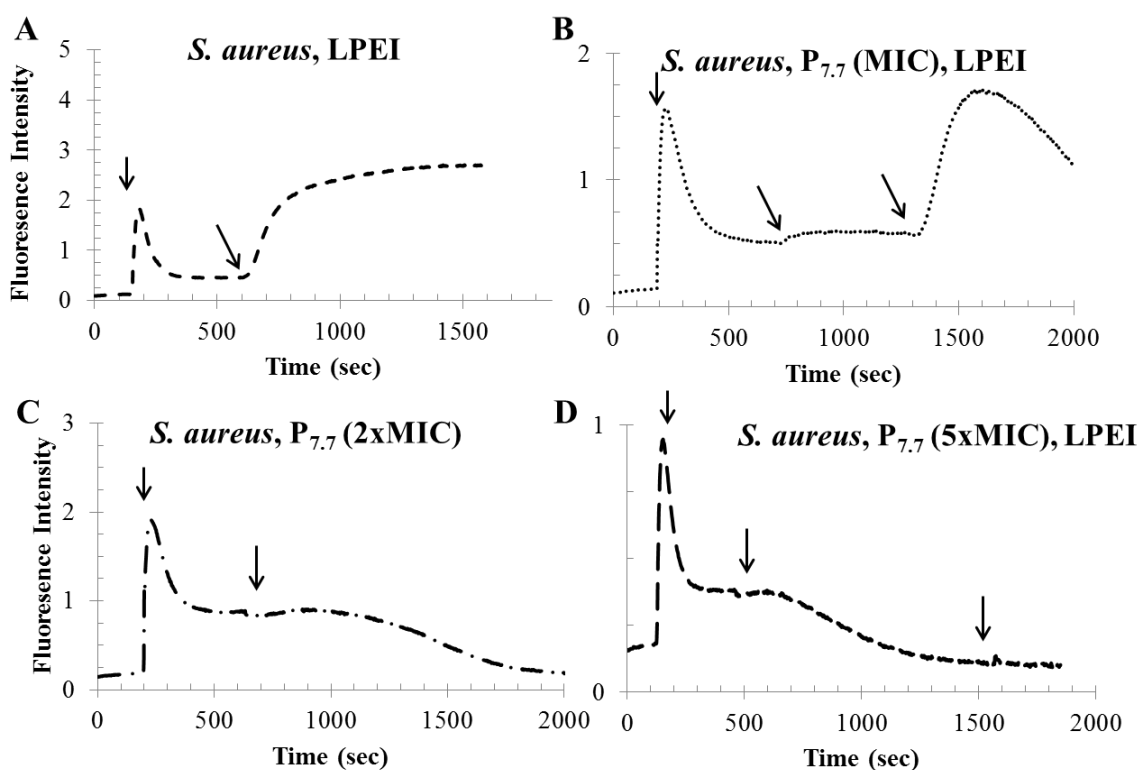 A
S. aureus, LPEI
Fluoresence Intensity
5
4
3
2
1
0
0 500 1000 1500
Time (sec)
B
S. aureus, P7.7 (MIC), LPEI
2
1
0
0 500 1000 1500 2000
Time (sec)
C
S. aureus, P7.7 (2xMIC)
Fluoresence Intensity
3
2
1
0
0 500 1000 1500 2000
Time (sec)
D
S. aureus, P7.7 (5xMIC), LPEI
1
0
0 500 1000 1500 2000
Time (sec)